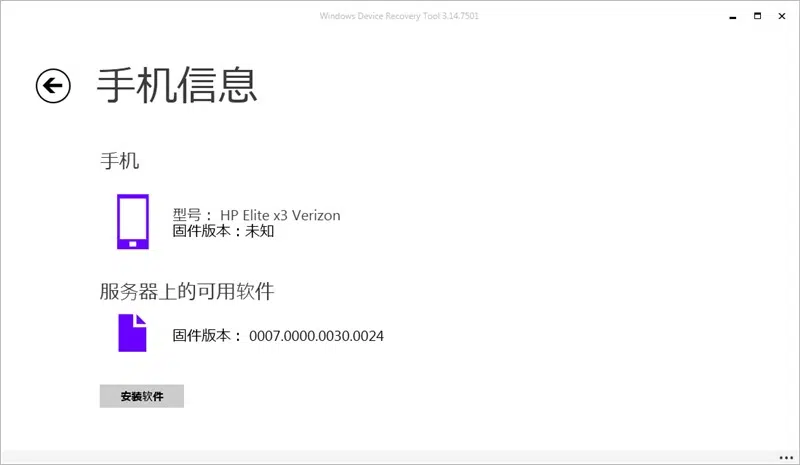 Windows Device Recovery Tool 3.14.7501
手机信息
手机
型号： HP Elite x3 Verizon
固件版本：未知
服务器上的可用软件
固件版本： 0007.0000.0030.0024
安装软件